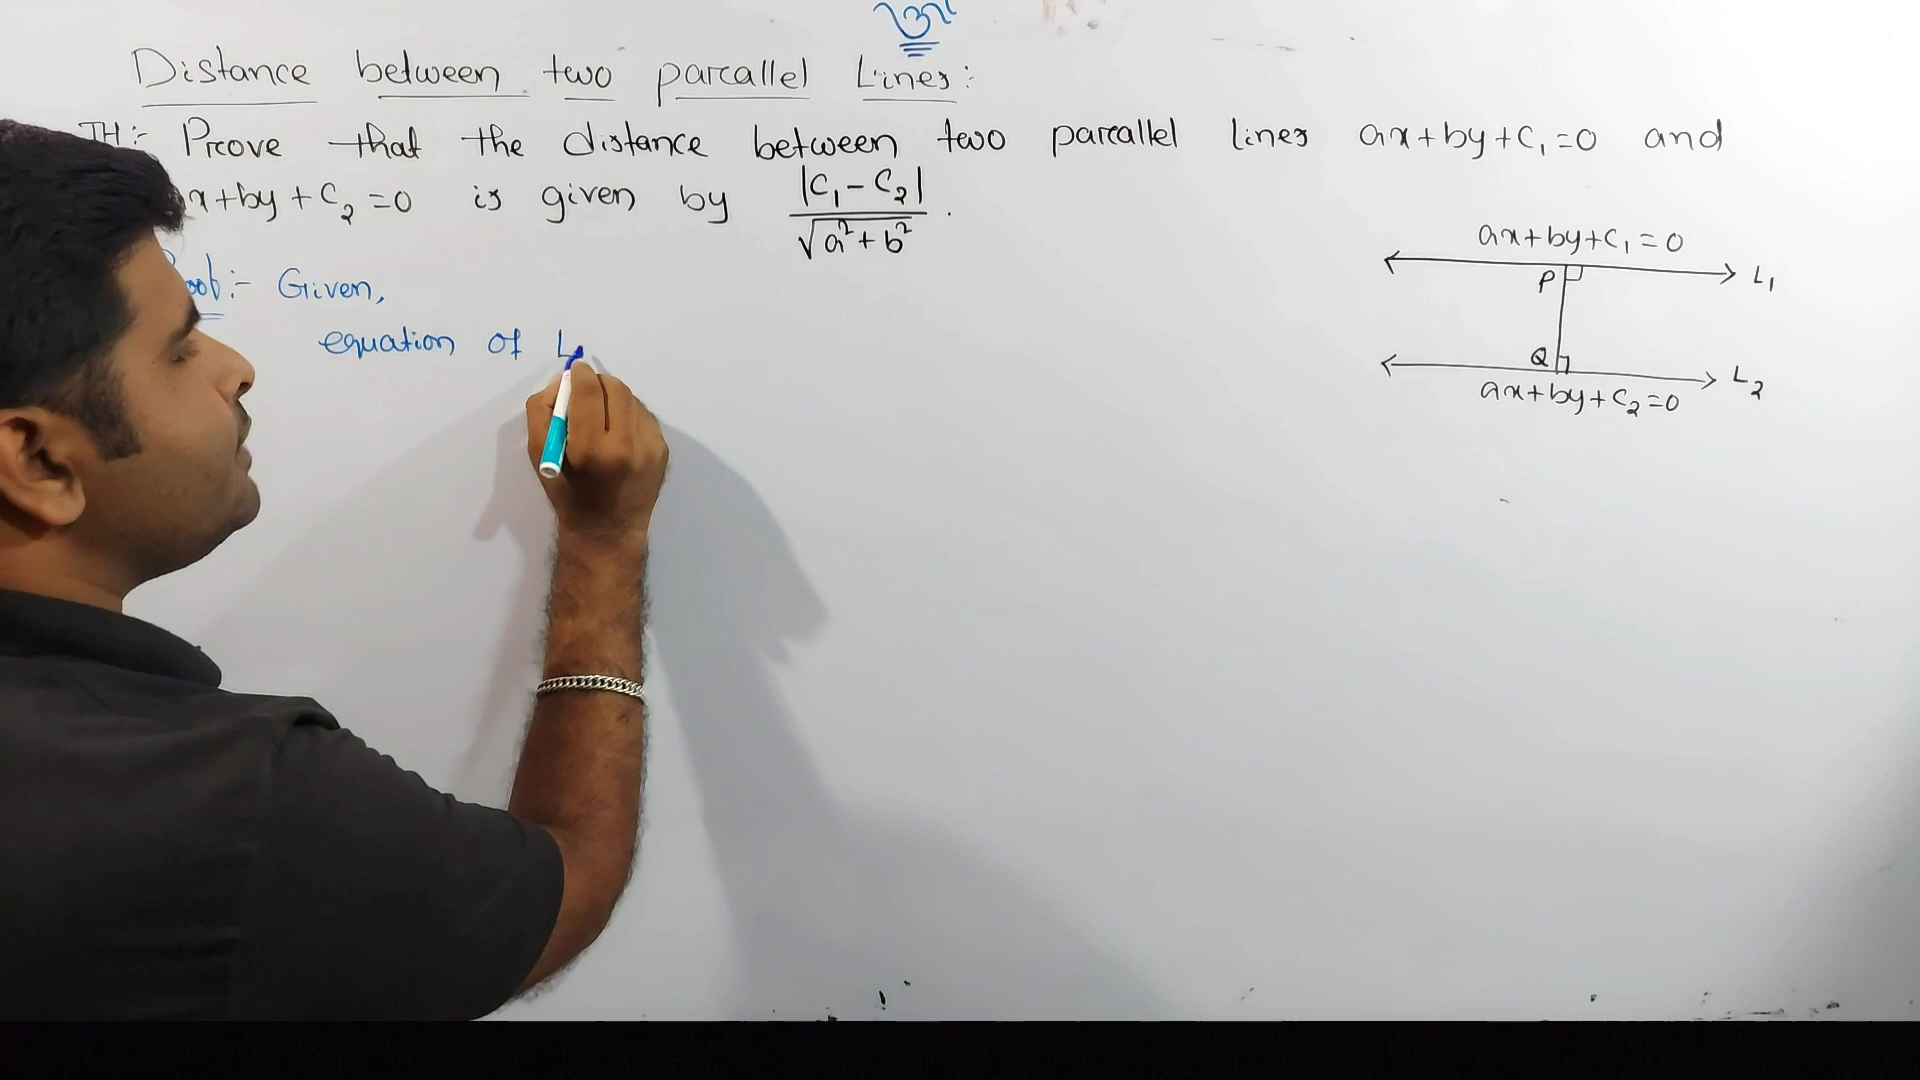 Distance between two parallel Lines:
TH:- Prove that the distance between two parallel lines ax+by+C₁=0 and
x+by+C₂=0 is given by |C₁-C₂|/√a²+b².
Given,
equation of L
ax+by+C₁=0
P
L₁
Q
L₂
ax+by+C₂=0